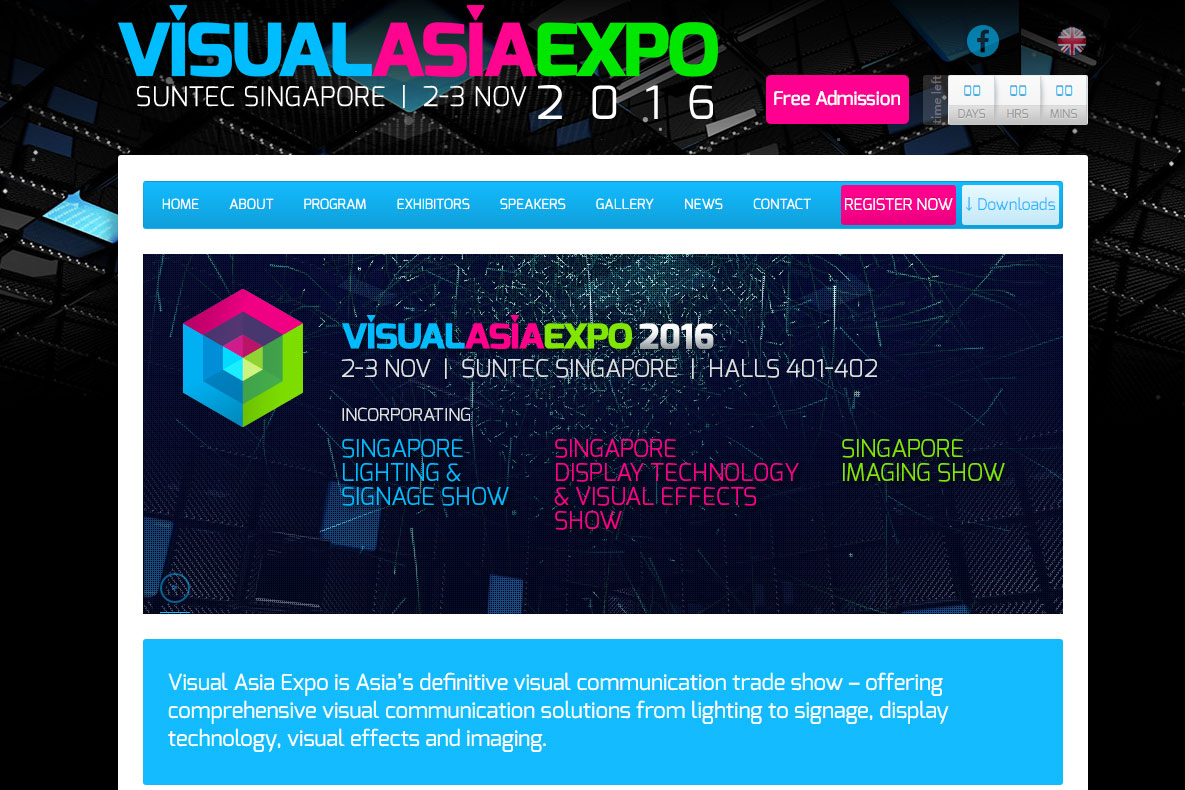 VISUALASIAEXPO
SUNTEC SINGAPORE | 2-3 NOV 2016
Free Admission
time left
00 00 00
DAYS HRS MINS
HOME ABOUT PROGRAM EXHIBITORS SPEAKERS GALLERY NEWS CONTACT REGISTER NOW ↓ Downloads
VISUALASIAEXPO 2016
2-3 NOV | SUNTEC SINGAPORE | HALLS 401-402
INCORPORATING
SINGAPORE
LIGHTING &
SIGNAGE SHOW
SINGAPORE
DISPLAY TECHNOLOGY
& VISUAL EFFECTS
SHOW
SINGAPORE
IMAGING SHOW
Visual Asia Expo is Asia’s definitive visual communication trade show – offering
comprehensive visual communication solutions from lighting to signage, display
technology, visual effects and imaging.